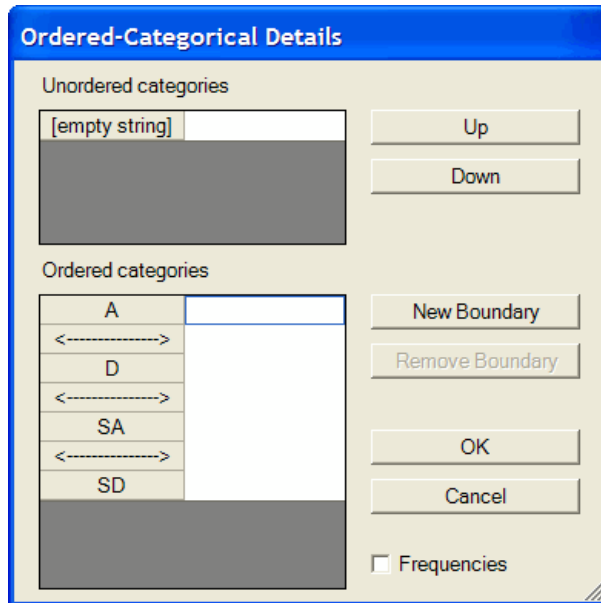 Ordered-Categorical Details
Unordered categories
[empty string]
Up
Down
Ordered categories
A
<--------------->
D
<--------------->
SA
<--------------->
SD
New Boundary
Remove Boundary
OK
Cancel
Frequencies